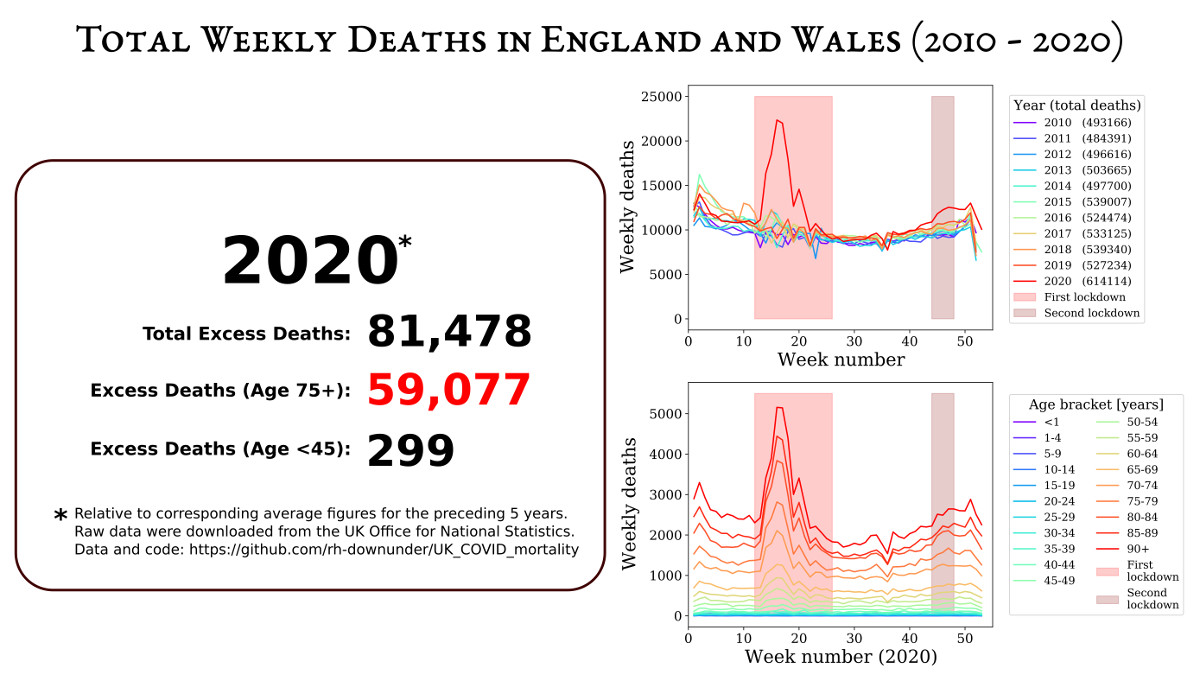 Total Weekly Deaths in England and Wales (2010 - 2020)
2020*
Total Excess Deaths: 81,478
Excess Deaths (Age 75+): 59,077
Excess Deaths (Age <45): 299
* Relative to corresponding average figures for the preceding 5 years.
Raw data were downloaded from the UK Office for National Statistics.
Data and code: https://github.com/rh-downunder/UK_COVID_mortality
Weekly deaths
25000
20000
15000
10000
5000
0
0 10 20 30 40 50
Week number
Year (total deaths)
2010 (493166)
2011 (484391)
2012 (496616)
2013 (503665)
2014 (497700)
2015 (539007)
2016 (524474)
2017 (533125)
2018 (539340)
2019 (527234)
2020 (614114)
First lockdown
Second lockdown
Weekly deaths
5000
4000
3000
2000
1000
0
0 10 20 30 40 50
Week number (2020)
Age bracket [years]
<1
1-4
5-9
10-14
15-19
20-24
25-29
30-34
35-39
40-44
45-49
50-54
55-59
60-64
65-69
70-74
75-79
80-84
85-89
90+
First
lockdown
Second
lockdown